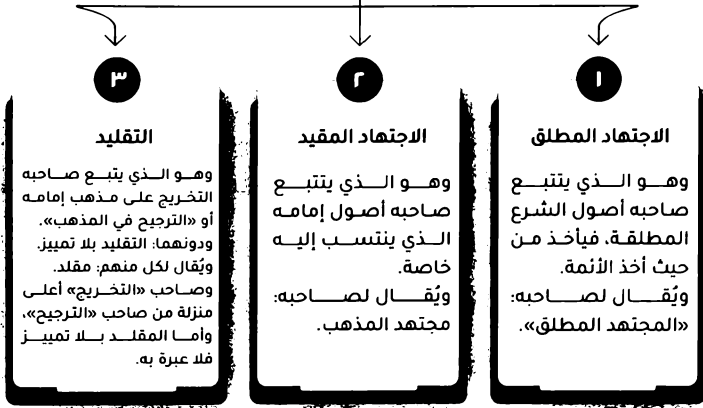 ١
الاجتهاد المطلق
وهو الذي يتتبع
صاحبه أصول الشرع
المطلقة، فيأخذ من
حيث أخذ الأئمة.
ويُقال لصاحبه:
«المجتهد المطلق».
٢
الاجتهاد المقيد
وهو الذي يتتبع
صاحبه أصول إمامه
الذي ينتسب إليه
خاصة.
ويُقال لصاحبه:
مجتهد المذهب.
٣
التقليد
وهو الذي يتبع صاحبه
التخريج على مذهب إمامه
أو «الترجيح في المذهب».
ودونهما: التقليد بلا تمييز.
ويُقال لكل منهم: مقلد.
وصاحب «التخريج» أعلى
منزلة من صاحب «الترجيح»،
وأما المقلد بلا تمييز
فلا عبرة به.